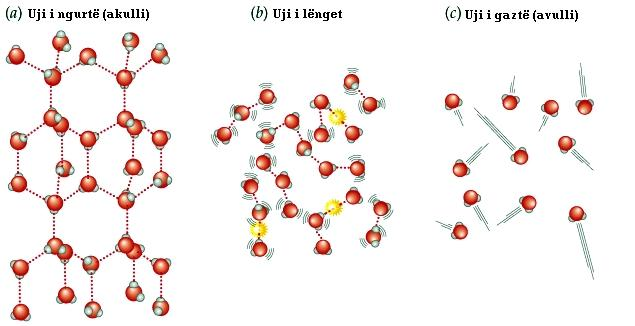 (a) Uji i ngurtë (akulli)
(b) Uji i lënget
(c) Uji i gaztë (avulli)